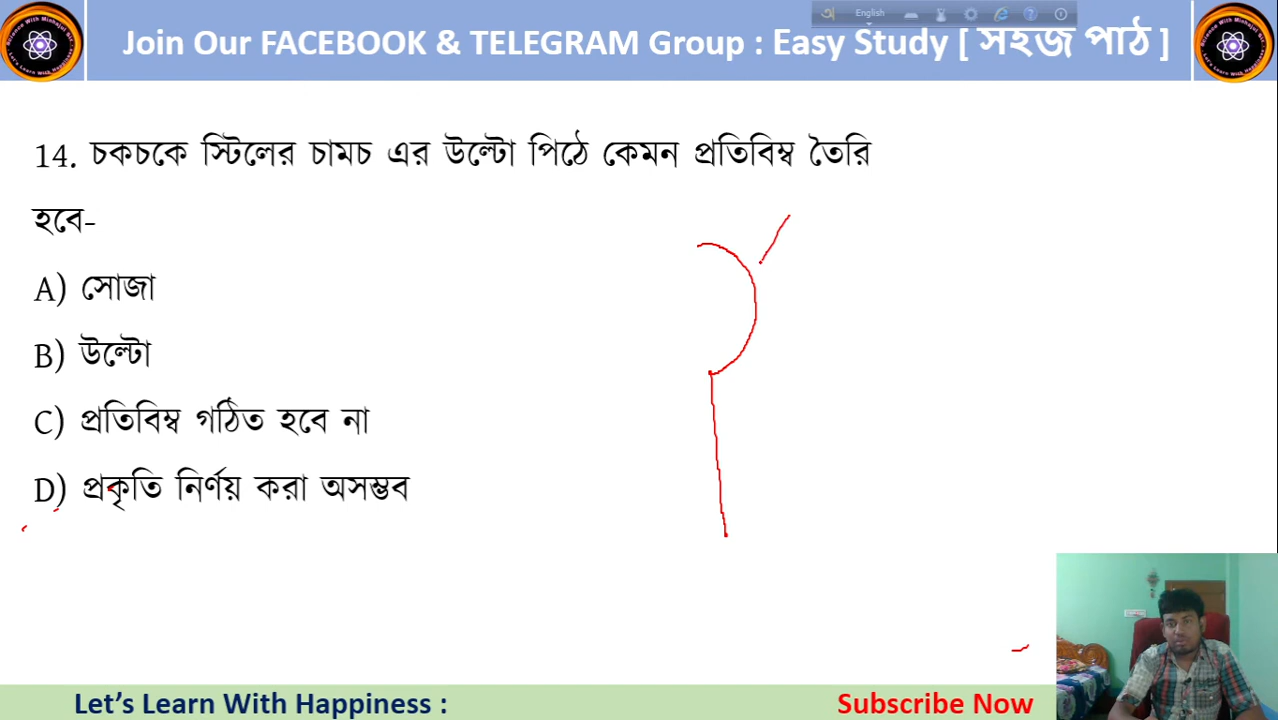 English
Join Our FACEBOOK & TELEGRAM Group : Easy Study [ সহজ পাঠ ]
14. চকচকে স্টিলের চামচ এর উল্টো পিঠে কেমন প্রতিবিম্ব তৈরি
হবে-
A) সোজা
B) উল্টো
C) প্রতিবিম্ব গঠিত হবে না
D) প্রকৃতি নির্ণয় করা অসম্ভব
Let’s Learn With Happiness :
Subscribe Now